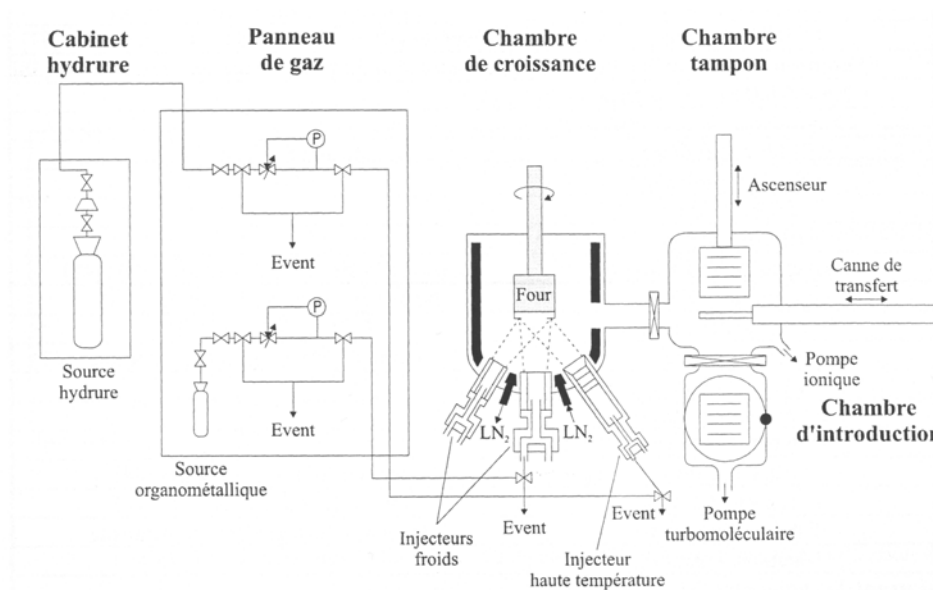 Cabinet
hydrure
Panneau
de gaz
Chambre
de croissance
Chambre
tampon
P
Ascenseur
Canne de
transfert
Event
Four
Source
hydrure
P
Pompe
ionique
Chambre
d'introduction
LN2
LN2
Event
Source
organométallique
Event
Event
Injecteurs
froids
Injecteur
haute température
Pompe
turbomoléculaire